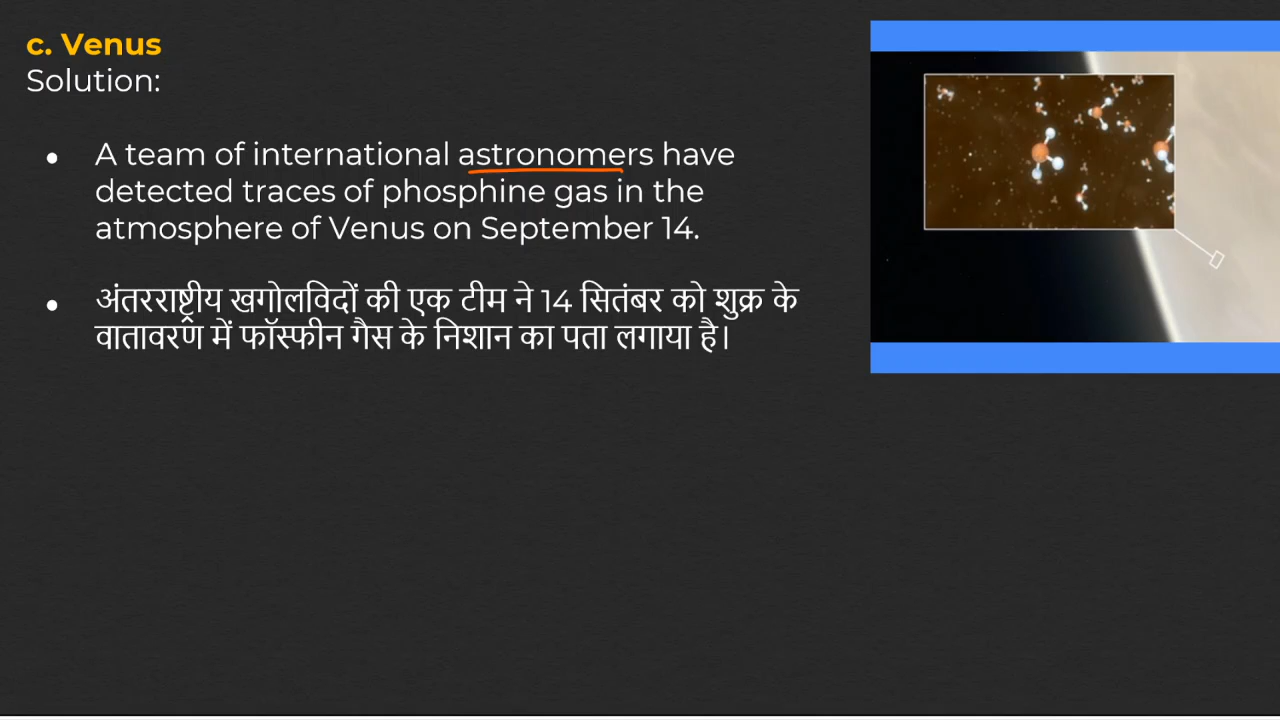 c. Venus
Solution:
● A team of international astronomers have
detected traces of phosphine gas in the
atmosphere of Venus on September 14.
● अंतरराष्ट्रीय खगोलविदों की एक टीम ने 14 सितंबर को शुक्र के
वातावरण में फॉस्फीन गैस के निशान का पता लगाया है।